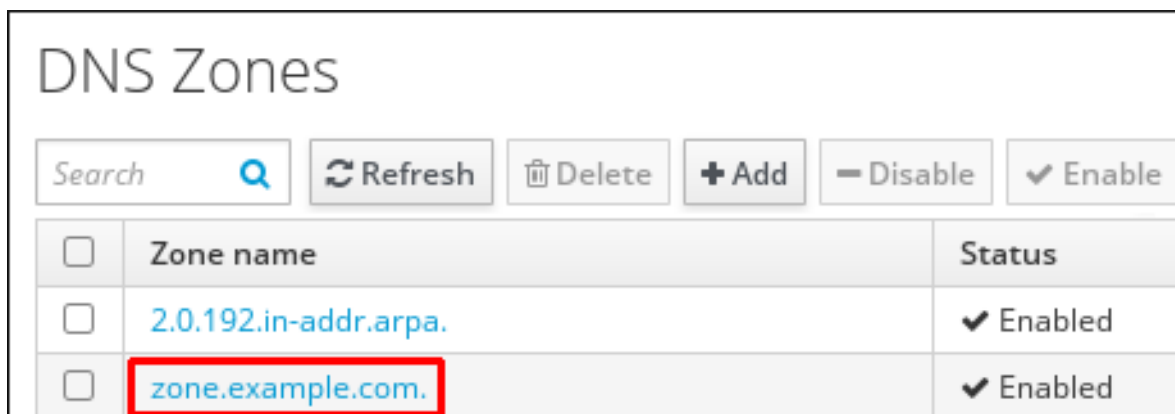 DNS Zones
Search Refresh Delete Add Disable Enable
Zone name Status
2.0.192.in-addr.arpa. Enabled
zone.example.com. Enabled